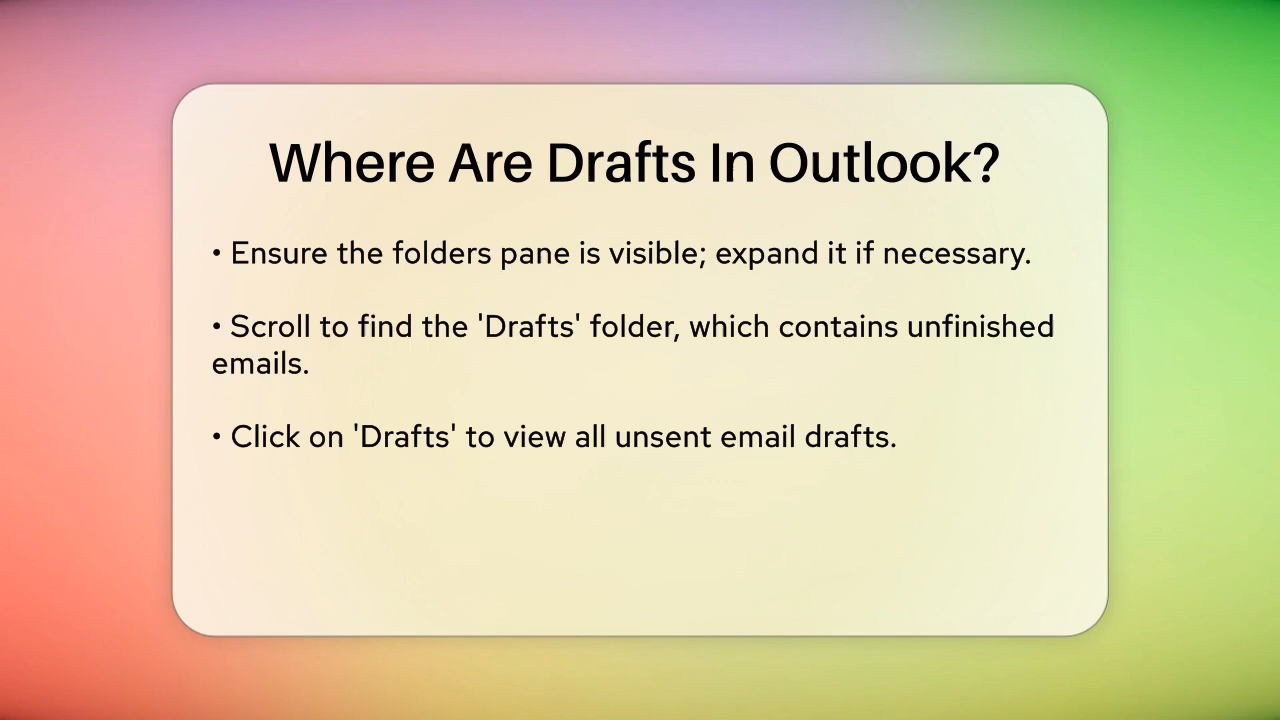 Where Are Drafts In Outlook?
• Ensure the folders pane is visible; expand it if necessary.
• Scroll to find the 'Drafts' folder, which contains unfinished
emails.
• Click on 'Drafts' to view all unsent email drafts.